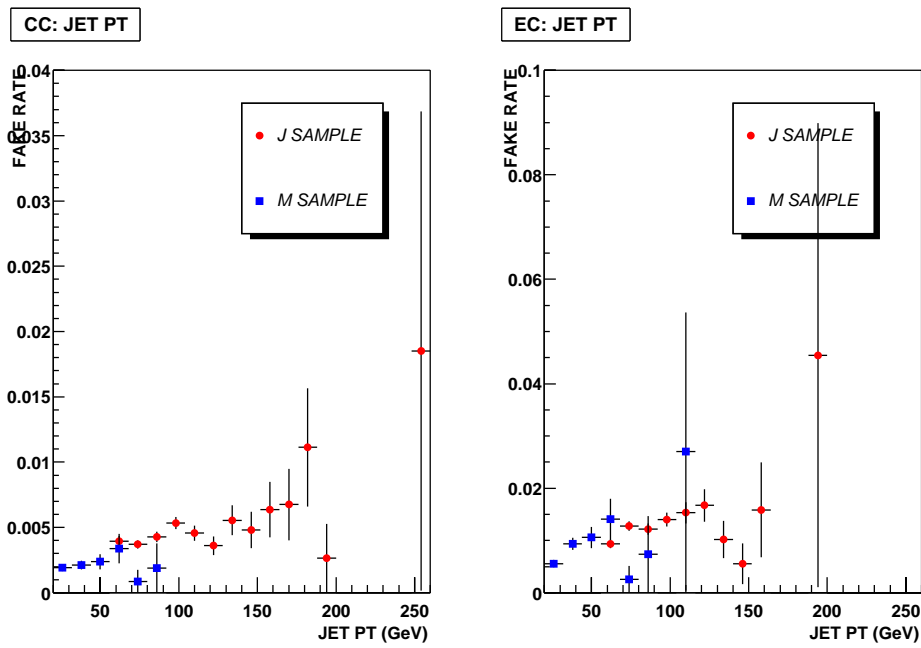 CC: JET PT
FAKE RATE
0.04
0.035
0.03
0.025
0.02
0.015
0.01
0.005
0
50
100
150
200
250
JET PT (GeV)
J SAMPLE
M SAMPLE
EC: JET PT
FAKE RATE
0.1
0.08
0.06
0.04
0.02
0
50
100
150
200
250
JET PT (GeV)
J SAMPLE
M SAMPLE